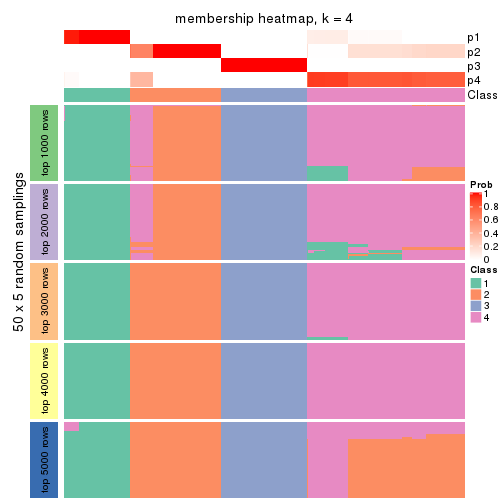 membership heatmap, k = 4
p1
p2
p3
p4
Class
50 x 5 random samplings
top 1000 rows
top 2000 rows
top 3000 rows
top 4000 rows
top 5000 rows
Prob
1
0.8
0.6
0.4
0.2
0
Class
1
2
3
4